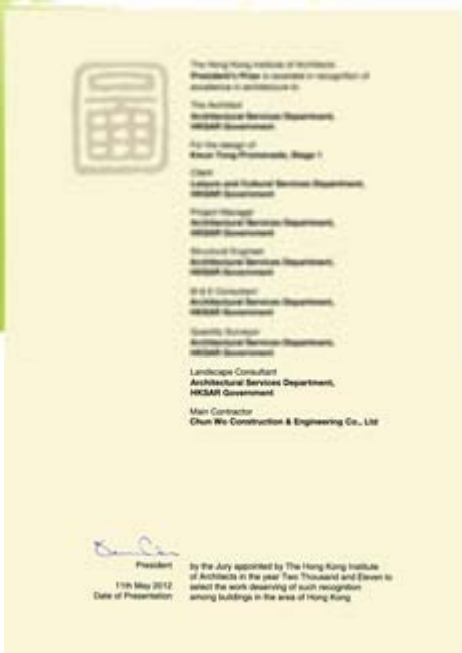 The Hong Kong Institute of Architects
President's Prize is awarded in recognition of
excellence in architecture to
The Architect
Architectural Services Department,
HKSAR Government
For the design of
Kwun Tong Promenade, Stage 1
Client
Leisure and Cultural Services Department,
HKSAR Government
Project Manager
Architectural Services Department,
HKSAR Government
Structural Engineer
Architectural Services Department,
HKSAR Government
Architectural Services Department,
HKSAR Government
Quantity Surveyor
Architectural Services Department,
HKSAR Government
Landscape Consultant
Architectural Services Department,
HKSAR Government
Main Contractor
Chun Wo Construction & Engineering Co., Ltd
President
11th May 2012
Date of Presentation
by the Jury appointed by The Hong Kong Institute
of Architects in the year Two Thousand and Eleven to
select the work deserving of such recognition
among buildings in the area of Hong Kong